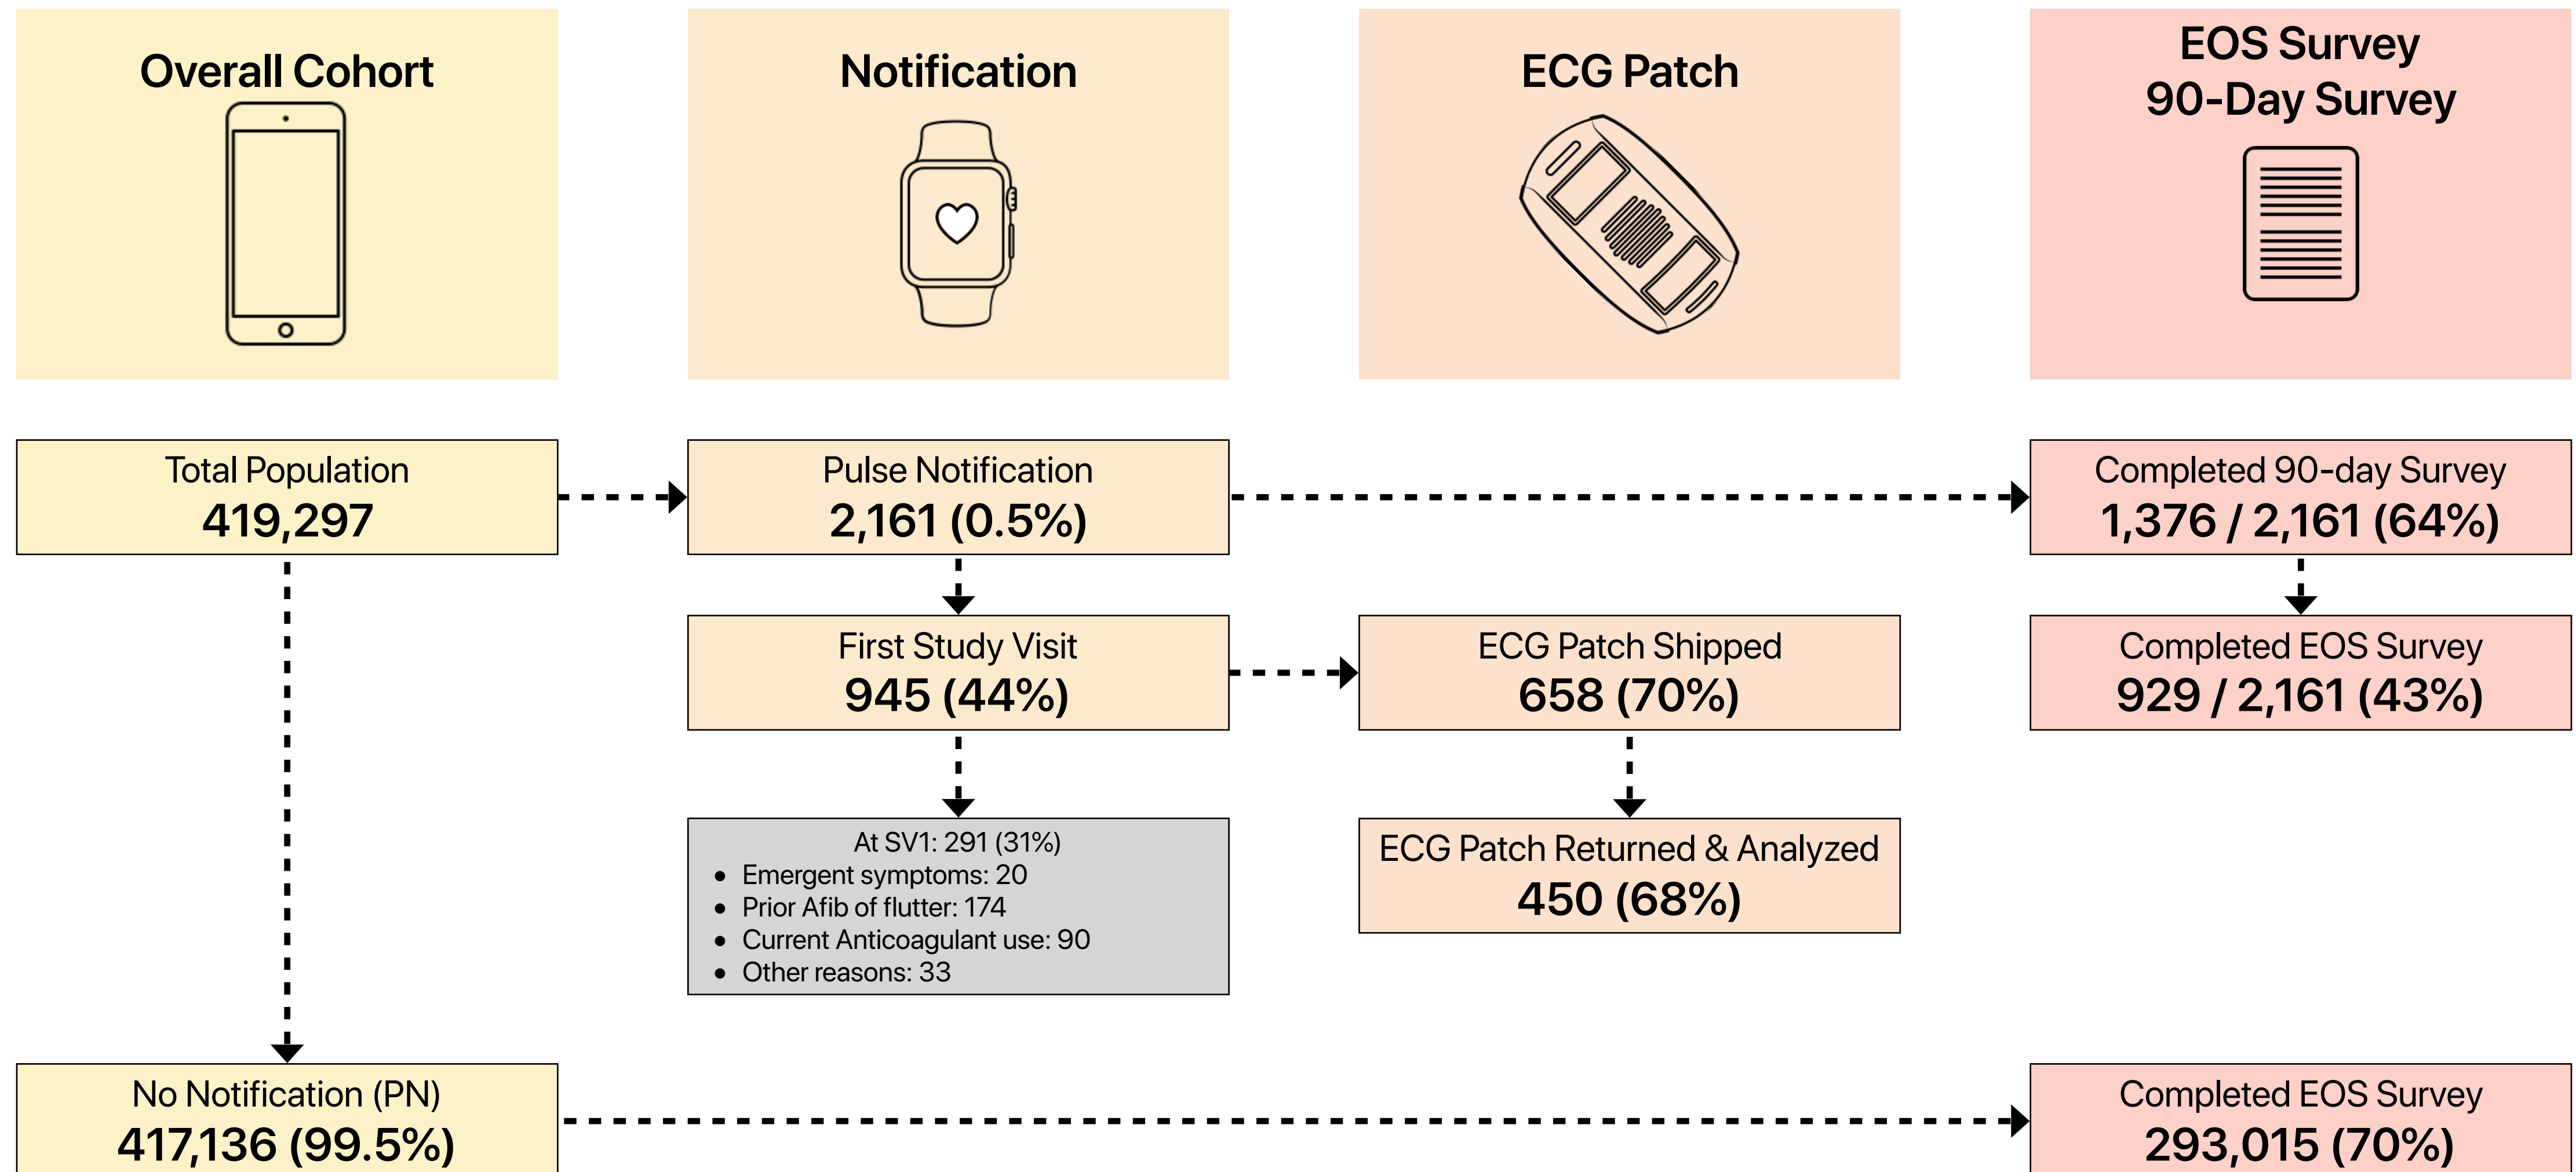 Overall Cohort
Notification
ECG Patch
EOS Survey
90-Day Survey
Total Population
419,297
Pulse Notification
2,161 (0.5%)
Completed 90-day Survey
1,376 / 2,161 (64%)
First Study Visit
945 (44%)
ECG Patch Shipped
658 (70%)
Completed EOS Survey
929 / 2,161 (43%)
At SV1: 291 (31%)
• Emergent symptoms: 20
• Prior Afib of flutter: 174
• Current Anticoagulant use: 90
• Other reasons: 33
ECG Patch Returned & Analyzed
450 (68%)
No Notification (PN)
417,136 (99.5%)
Completed EOS Survey
293,015 (70%)